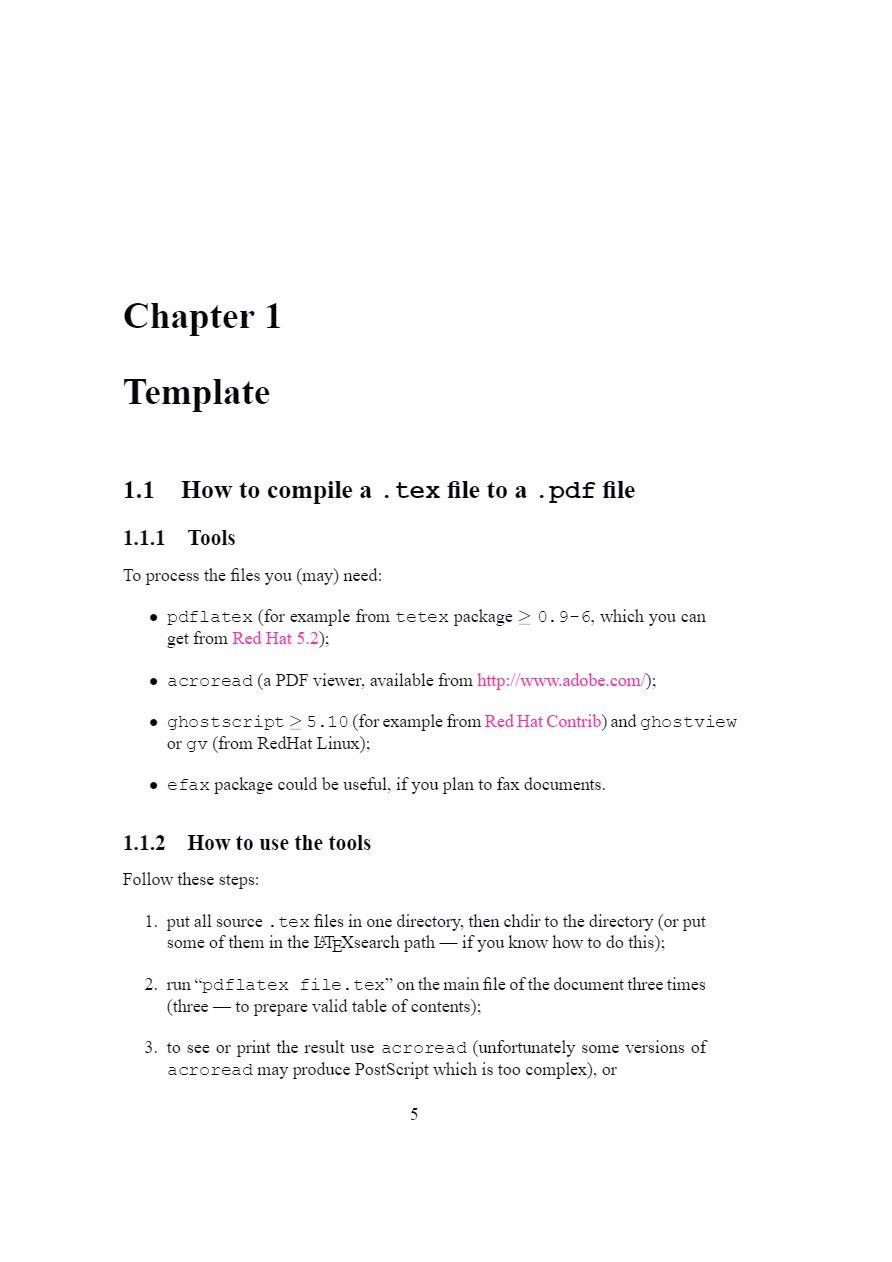 Chapter 1
Template
1.1 How to compile a .tex file to a .pdf file
1.1.1 Tools
To process the files you (may) need:
• pdflatex (for example from tetex package ≥ 0.9-6, which you can
get from Red Hat 5.2);
• acroread (a PDF viewer, available from http://www.adobe.com/);
• ghostscript ≥ 5.10 (for example from Red Hat Contrib) and ghostview
or gv (from RedHat Linux);
• efax package could be useful, if you plan to fax documents.
1.1.2 How to use the tools
Follow these steps:
1. put all source .tex files in one directory, then chdir to the directory (or put
some of them in the LATEXsearch path — if you know how to do this);
2. run “pdflatex file.tex” on the main file of the document three times
(three — to prepare valid table of contents);
3. to see or print the result use acroread (unfortunately some versions of
acroread may produce PostScript which is too complex), or
5